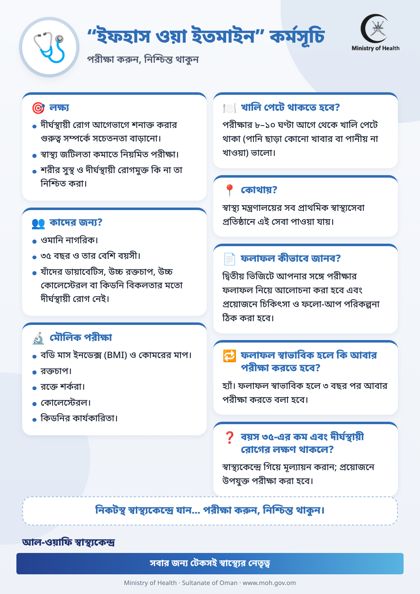 “ইফহাস ওয়া ইতমাইন” কর্মসূচি
পরীক্ষা করুন, নিশ্চিন্ত থাকুন
Ministry of Health
লক্ষ্য
দীর্ঘস্থায়ী রোগ আগেভাগে শনাক্ত করার
গুরুত্ব সম্পর্কে সচেতনতা বাড়ানো।
স্বাস্থ্য জটিলতা কমাতে নিয়মিত পরীক্ষা।
শরীর সুস্থ ও দীর্ঘস্থায়ী রোগমুক্ত কি না তা
নিশ্চিত করা।
কাদের জন্য?
ওমানি নাগরিক।
৩৫ বছর ও তার বেশি বয়সী।
যাঁদের ডায়াবেটিস, উচ্চ রক্তচাপ, উচ্চ
কোলেস্টেরল বা কিডনি বিকলতার মতো
দীর্ঘস্থায়ী রোগ নেই।
মৌলিক পরীক্ষা
বডি মাস ইনডেক্স (BMI) ও কোমরের মাপ।
রক্তচাপ।
রক্তে শর্করা।
কোলেস্টেরল।
কিডনির কার্যকারিতা।
খালি পেটে থাকতে হবে?
পরীক্ষার ৮–১০ ঘণ্টা আগে থেকে খালি পেটে
থাকা (পানি ছাড়া কোনো খাবার বা পানীয় না
খাওয়া) ভালো।
কোথায়?
স্বাস্থ্য মন্ত্রণালয়ের সব প্রাথমিক স্বাস্থ্যসেবা
প্রতিষ্ঠানে এই সেবা পাওয়া যায়।
ফলাফল কীভাবে জানব?
দ্বিতীয় ভিজিটে আপনার সঙ্গে পরীক্ষার
ফলাফল নিয়ে আলোচনা করা হবে এবং
প্রয়োজনে চিকিৎসা ও ফলো-আপ পরিকল্পনা
ঠিক করা হবে।
ফলাফল স্বাভাবিক হলে কি আবার
পরীক্ষা করতে হবে?
হ্যাঁ। ফলাফল স্বাভাবিক হলে ৩ বছর পর আবার
পরীক্ষা করতে বলা হবে।
বয়স ৩৫-এর কম এবং দীর্ঘস্থায়ী
রোগের লক্ষণ থাকলে?
স্বাস্থ্যকেন্দ্রে গিয়ে মূল্যায়ন করান; প্রয়োজনে
উপযুক্ত পরীক্ষা করা হবে।
নিকটস্থ স্বাস্থ্যকেন্দ্রে যান... পরীক্ষা করুন, নিশ্চিন্ত থাকুন।
আল-ওয়াফি স্বাস্থ্যকেন্দ্র
সবার জন্য টেকসই স্বাস্থ্যের নেতৃত্ব
Ministry of Health · Sultanate of Oman · www.moh.gov.om